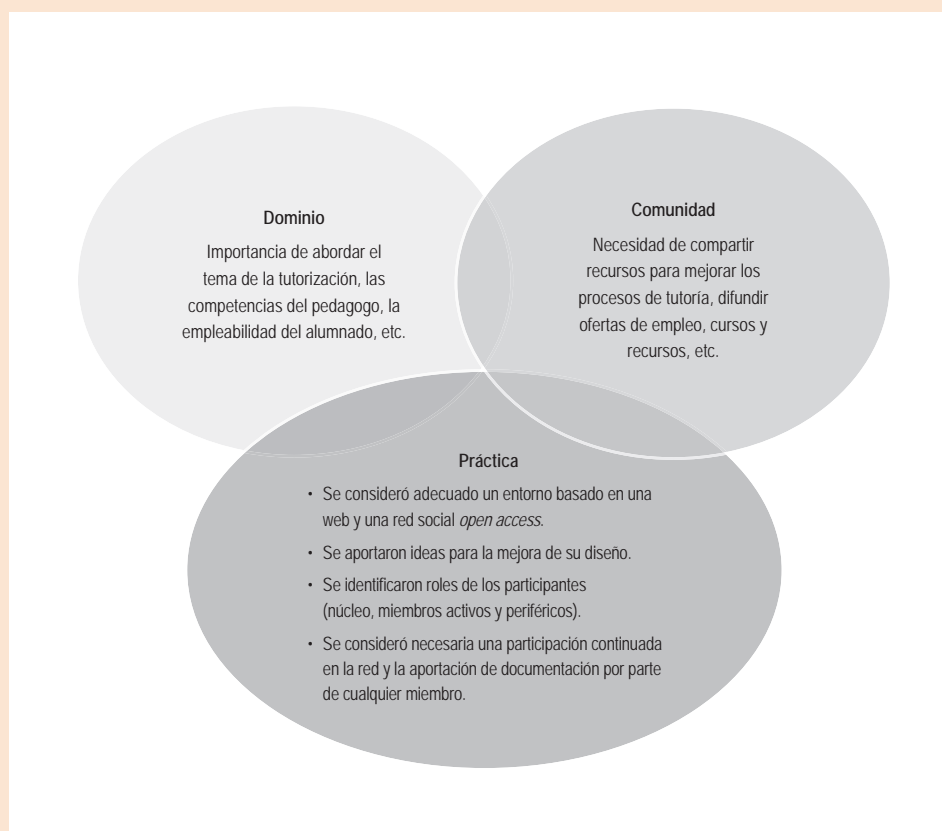 Dominio
Importancia de abordar el
tema de la tutorización, las
competencias del pedagogo, la
empleabilidad del alumnado, etc.
Comunidad
Necesidad de compartir
recursos para mejorar los
procesos de tutoría, difundir
ofertas de empleo, cursos y
recursos, etc.
Práctica
• Se consideró adecuado un entorno basado en una
web y una red social open access.
• Se aportaron ideas para la mejora de su diseño.
• Se identificaron roles de los participantes
(núcleo, miembros activos y periféricos).
• Se consideró necesaria una participación continuada
en la red y la aportación de documentación por parte
de cualquier miembro.